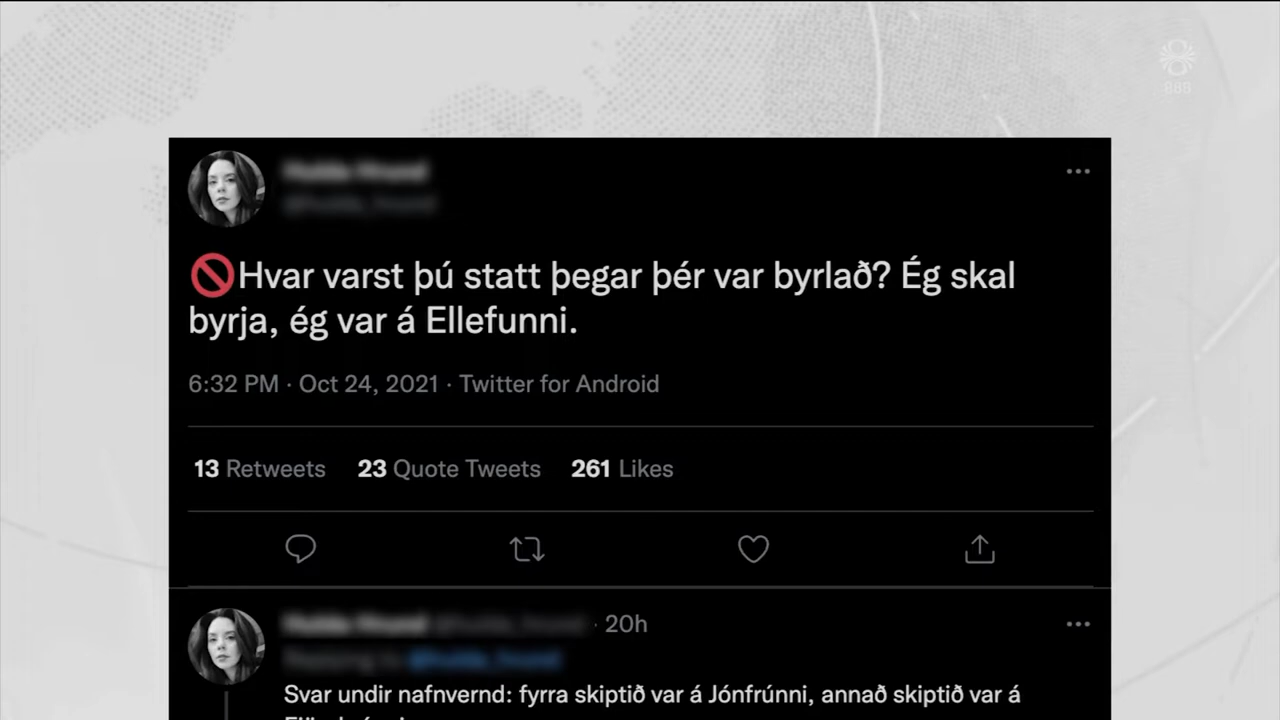 888
🚫Hvar varst þú statt þegar þér var byrlað? Ég skal
byrja, ég var á Ellefunni.
6:32 PM · Oct 24, 2021 · Twitter for Android
13 Retweets 23 Quote Tweets 261 Likes
· 20h
Svar undir nafnvernd: fyrra skiptið var á Jónfrúnni, annað skiptið var á